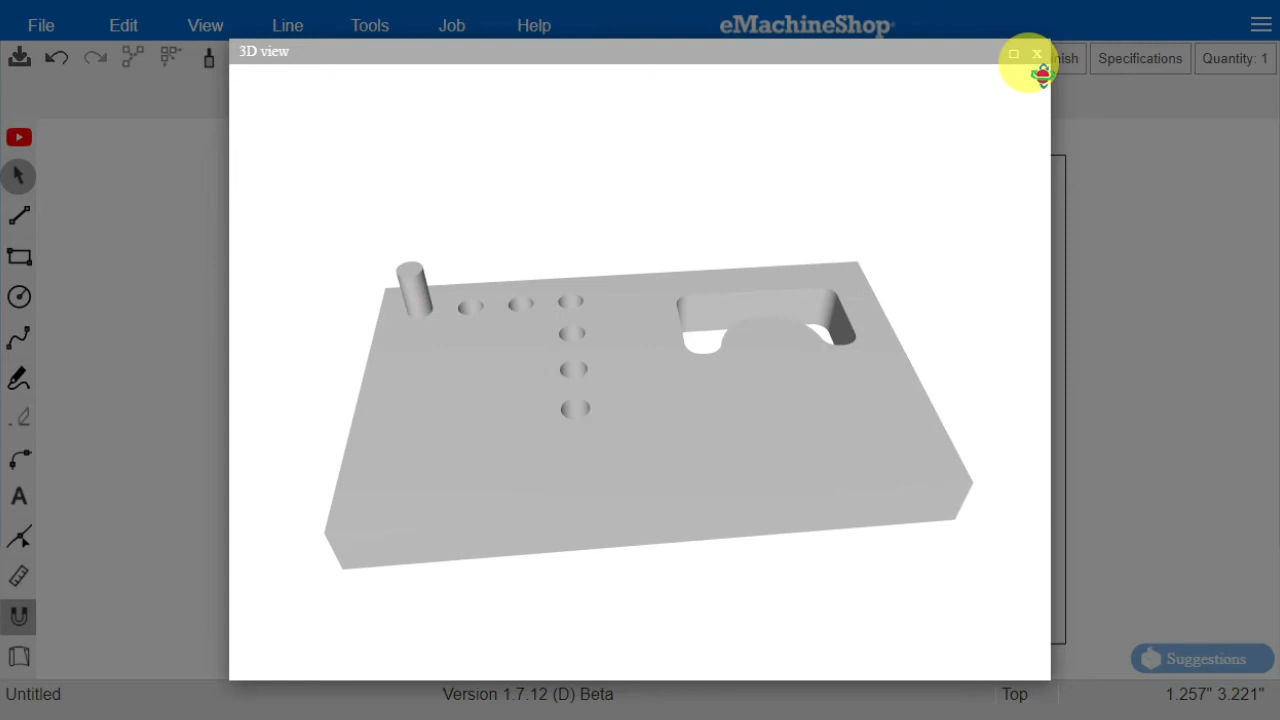 File Edit View Line Tools Job Help eMachineShop
3D view x
nish Specifications Quantity: 1
A
Suggestions
Untitled Version 1.7.12 (D) Beta Top 1.257" 3.221"